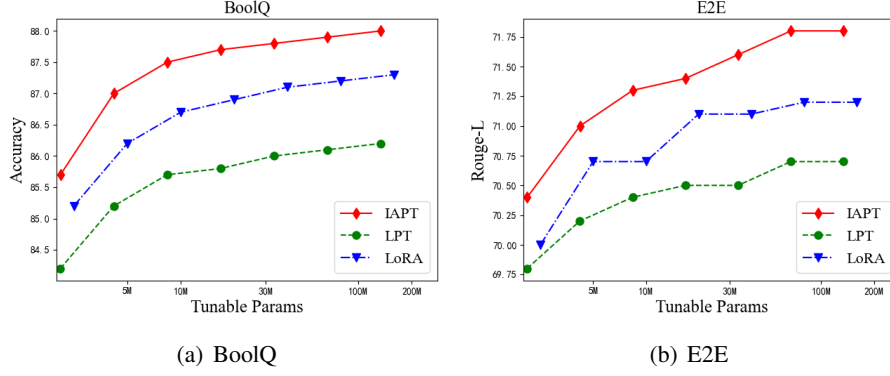 BoolQ
88.0
87.5
87.0
86.5
86.0
85.5
85.0
84.5
Accuracy
IAPT
LPT
LoRA
5M 10M 30M 100M 200M
Tunable Params
(a) BoolQ
E2E
71.75
71.50
71.25
71.00
70.75
70.50
70.25
70.00
69.75
Rouge-L
IAPT
LPT
LoRA
5M 10M 30M 100M 200M
Tunable Params
(b) E2E